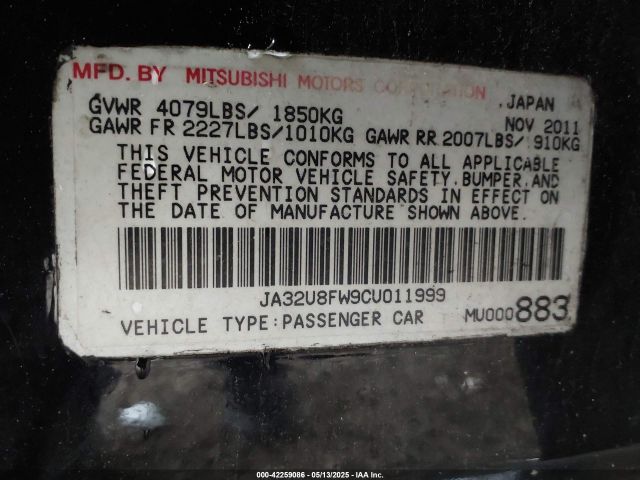 MFD. BY MITSUBISHI MOTORS CORPORATION
JAPAN
GVWR 4079LBS/ 1850KG NOV 2011
GAWR FR 2227LBS/1010KG GAWR RR 2007LBS/ 910KG
THIS VEHICLE CONFORMS TO ALL APPLICABLE
FEDERAL MOTOR VEHICLE SAFETY, BUMPER, AND
THEFT PREVENTION STANDARDS IN EFFECT ON
THE DATE OF MANUFACTURE SHOWN ABOVE.
JA32U8FW9CU011999
VEHICLE TYPE: PASSENGER CAR MU000883
000-42259086 - 05/13/2025 - IAA Inc.